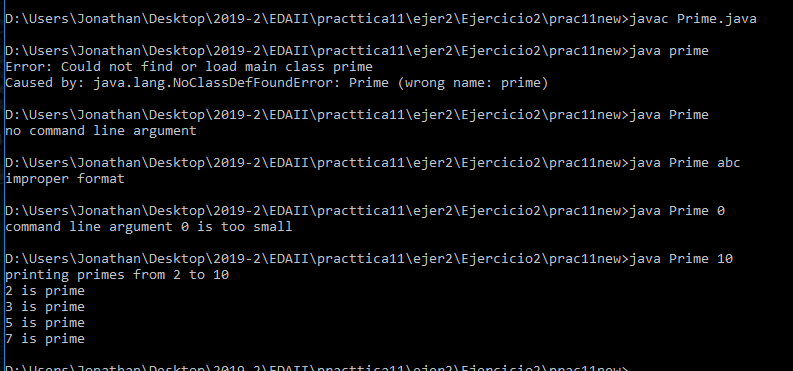 D:\Users\Jonathan\Desktop\2019-2\EDAII\practtica11\ejer2\Ejercicio2\prac11new>javac Prime.java
D:\Users\Jonathan\Desktop\2019-2\EDAII\practtica11\ejer2\Ejercicio2\prac11new>java prime
Error: Could not find or load main class prime
Caused by: java.lang.NoClassDefFoundError: Prime (wrong name: prime)
D:\Users\Jonathan\Desktop\2019-2\EDAII\practtica11\ejer2\Ejercicio2\prac11new>java Prime
no command line argument
D:\Users\Jonathan\Desktop\2019-2\EDAII\practtica11\ejer2\Ejercicio2\prac11new>java Prime abc
improper format
D:\Users\Jonathan\Desktop\2019-2\EDAII\practtica11\ejer2\Ejercicio2\prac11new>java Prime 0
command line argument 0 is too small
D:\Users\Jonathan\Desktop\2019-2\EDAII\practtica11\ejer2\Ejercicio2\prac11new>java Prime 10
printing primes from 2 to 10
2 is prime
3 is prime
5 is prime
7 is prime
D:\Users\Jonathan\Desktop\2019-2\EDAII\practtica11\ejer2\Ejercicio2\prac11new>